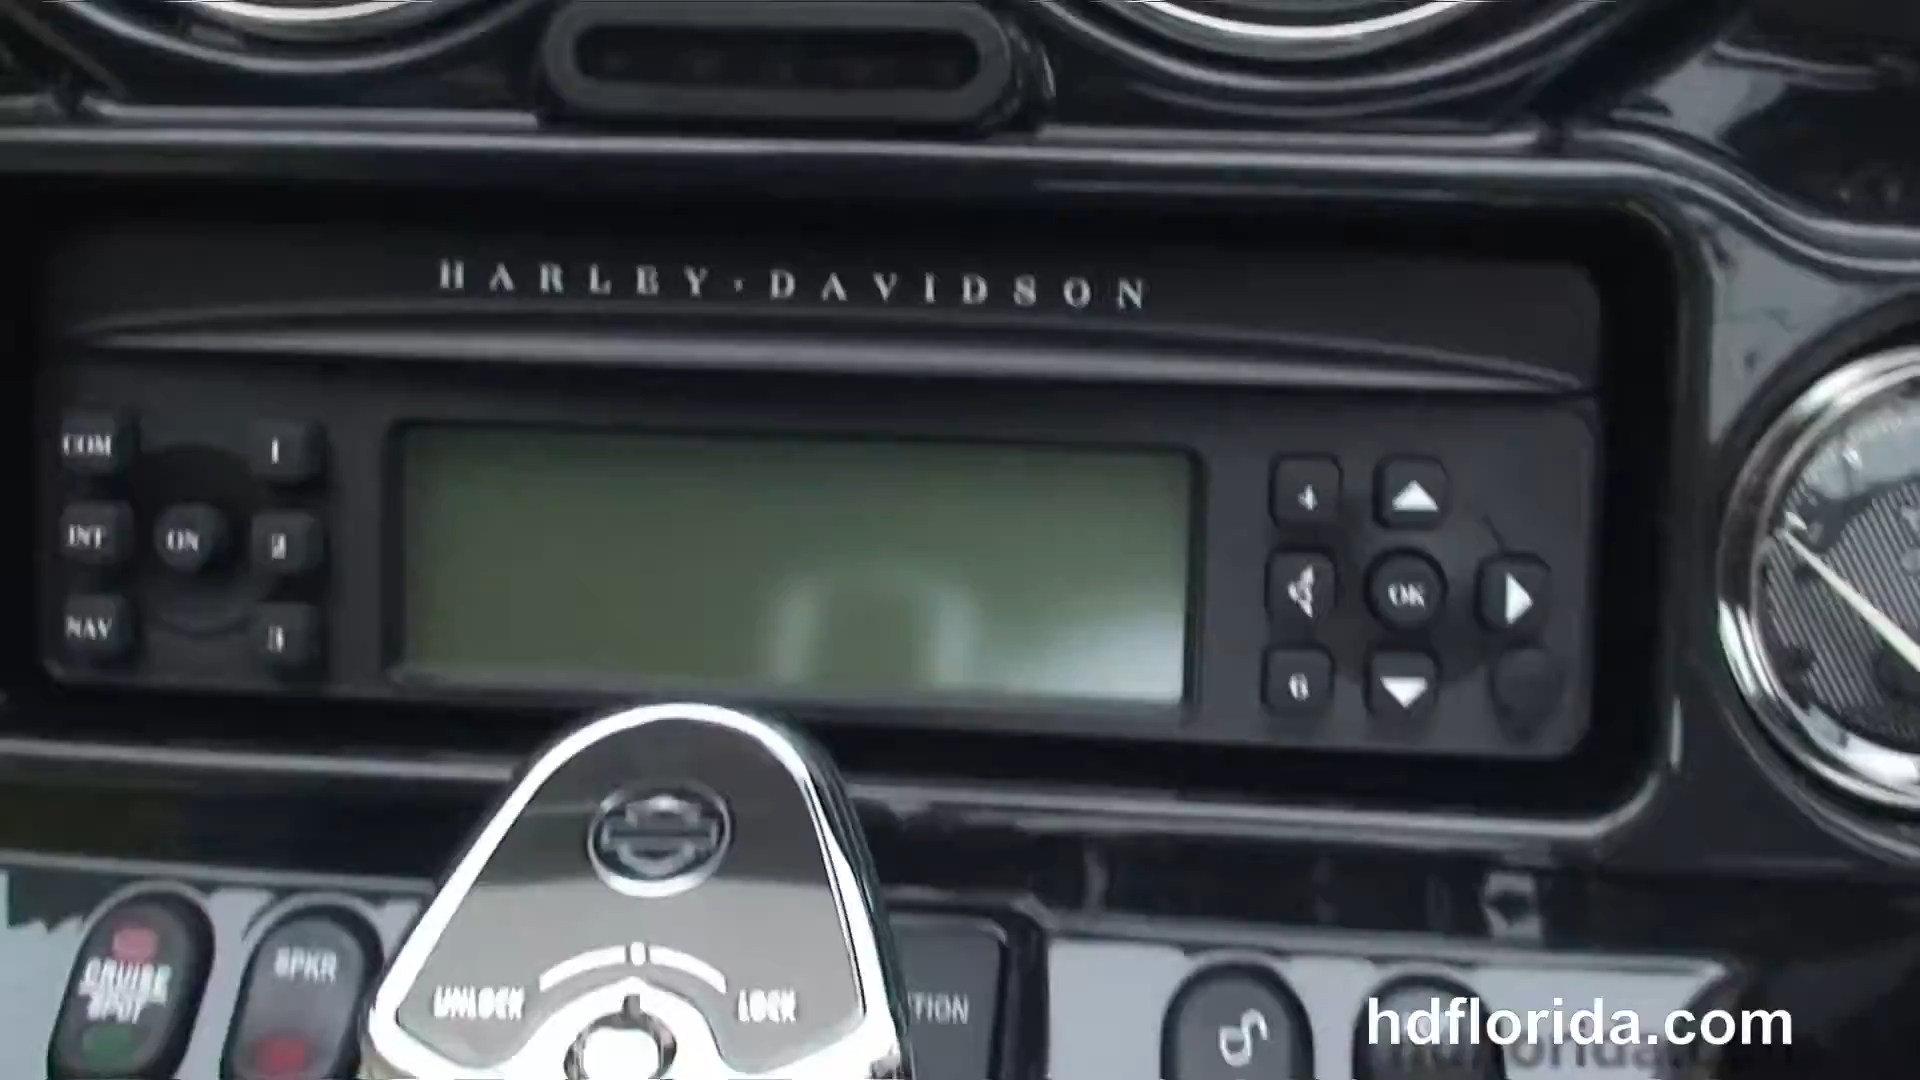 HARLEY-DAVIDSON
COM
1
INT
ON
2
NAV
3
4
OK
6
CRUISE
SPKR
UNLOCK
LOCK
hdflorida.com